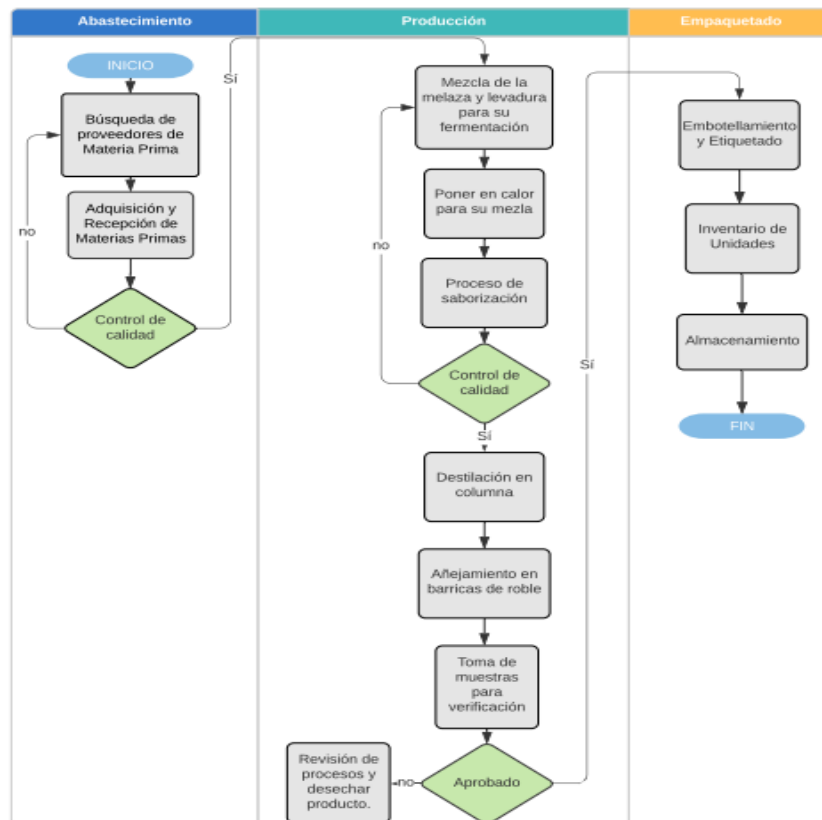 Abastecimiento
Producción
Empaquetado
INICIO
Búsqueda de
proveedores de
Materia Prima
Adquisición y
Recepción de
Materias Primas
Control de
calidad
no
Sí
Mezcla de la
melaza y levadura
para su
fermentación
Poner en calor
para su mezla
Proceso de
saborización
Control de
calidad
no
Sí
Destilación en
columna
Añejamiento en
barricas de roble
Toma de
muestras
para
verificación
Aprobado
no
Revisión de
procesos y
desechar
producto.
Sí
Embotellamiento
y Etiquetado
Inventario de
Unidades
Almacenamiento
FIN